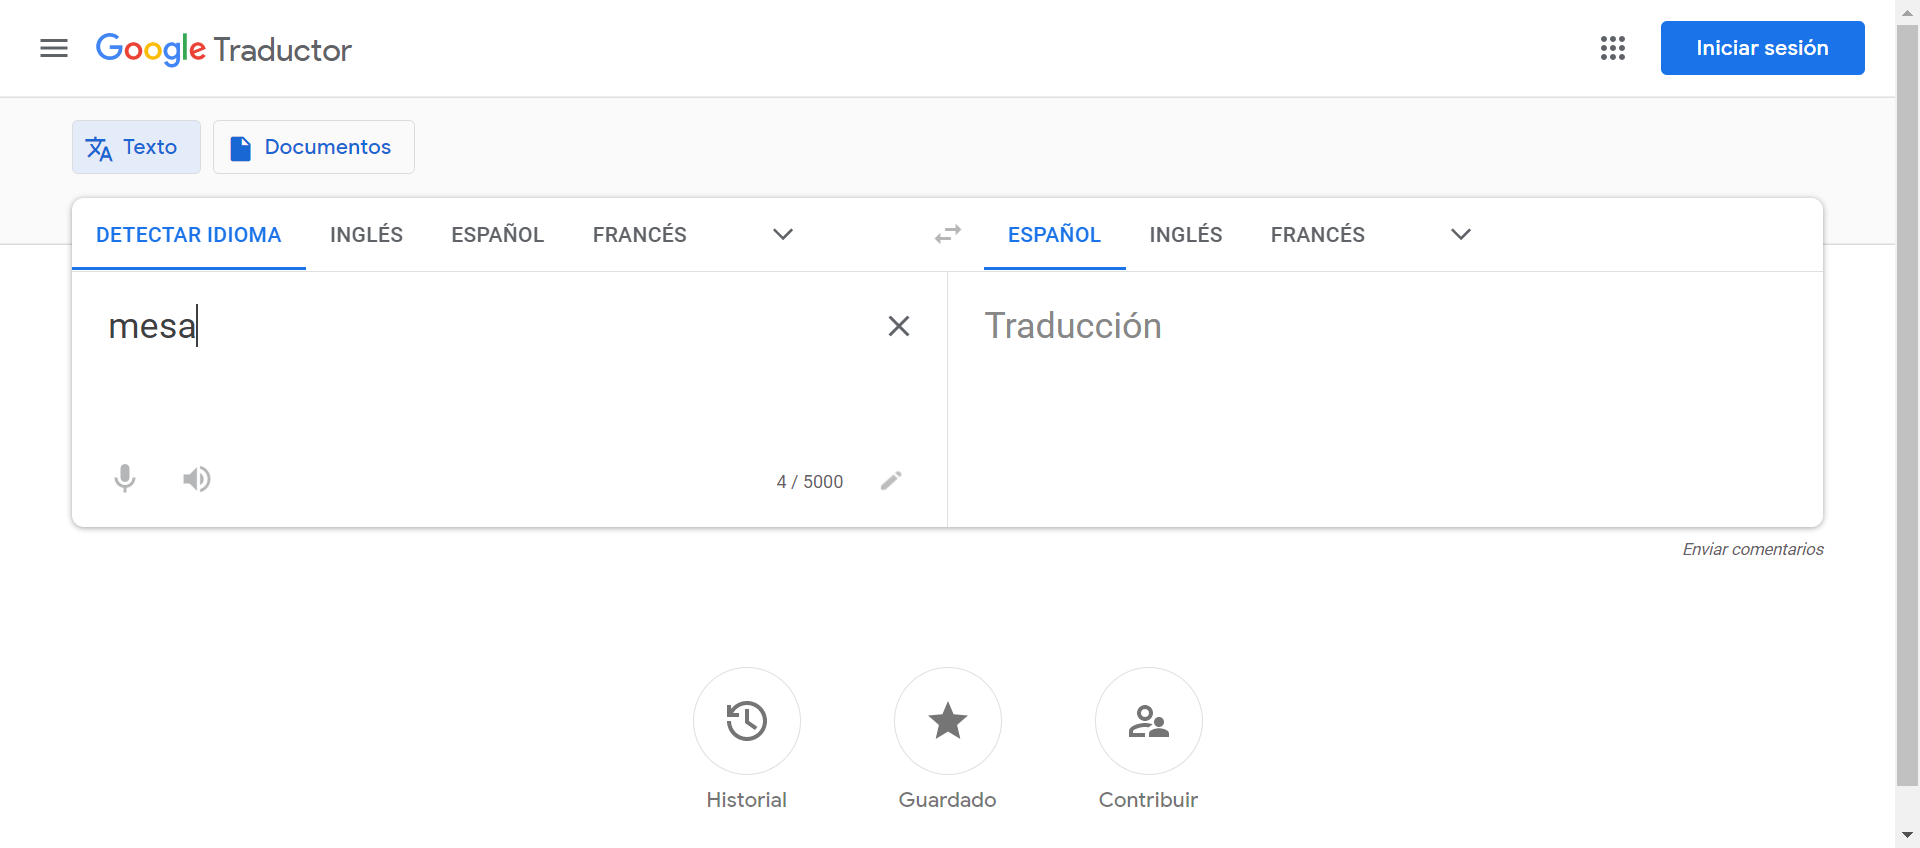 Google Traductor
Iniciar sesión
Texto
Documentos
DETECTAR IDIOMA INGLÉS ESPAÑOL FRANCÉS
ESPAÑOL INGLÉS FRANCÉS
mesa
Traducción
4 / 5000
Enviar comentarios
Historial
Guardado
Contribuir